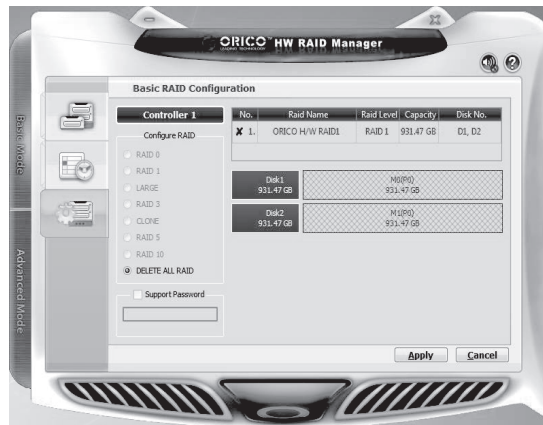 ORICO™ HW RAID Manager
Basic RAID Configuration
Basic Mode
Advanced Mode
Controller 1
Configure RAID
RAID 0
RAID 1
LARGE
RAID 3
CLONE
RAID 5
RAID 10
DELETE ALL RAID
Support Password
No. Raid Name Raid Level Capacity Disk No.
✘ 1. ORICO H/W RAID1 RAID 1 931.47 GB D1, D2
Disk1
931.47 GB
M0(P0)
931.47 GB
Disk2
931.47 GB
M1(P0)
931.47 GB
Apply Cancel